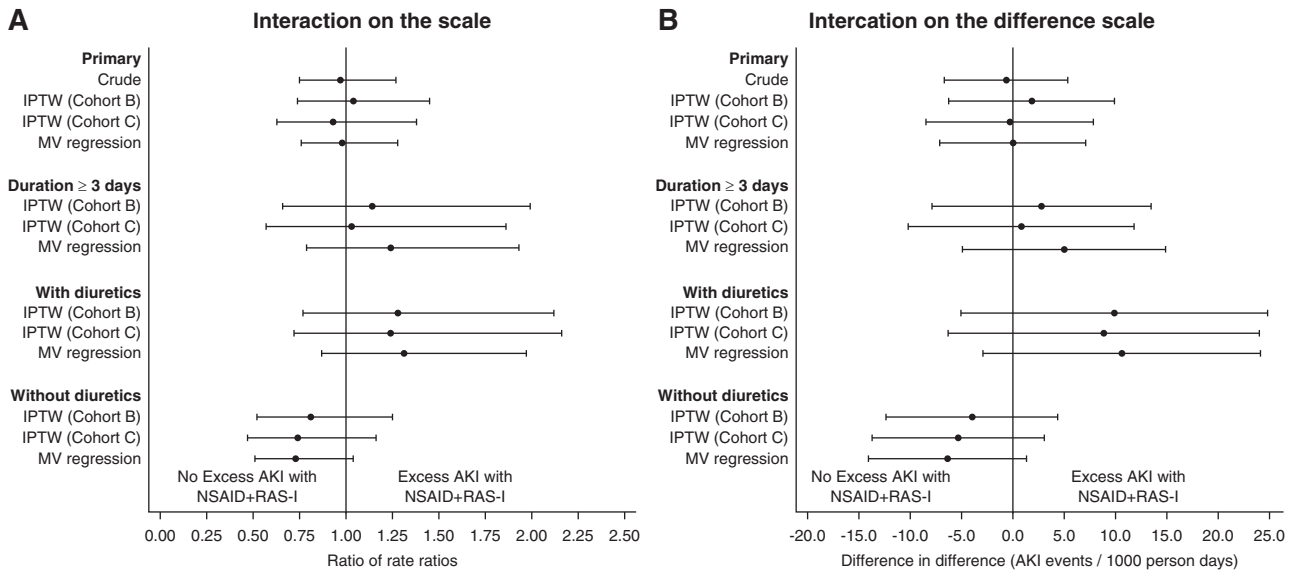 A
Interaction on the scale
Primary
Crude
IPTW (Cohort B)
IPTW (Cohort C)
MV regression
Duration ≥ 3 days
IPTW (Cohort B)
IPTW (Cohort C)
MV regression
With diuretics
IPTW (Cohort B)
IPTW (Cohort C)
MV regression
Without diuretics
IPTW (Cohort B)
IPTW (Cohort C)
MV regression
No Excess AKI with
NSAID+RAS-I
Excess AKI with
NSAID+RAS-I
0.00 0.25 0.50 0.75 1.00 1.25 1.50 1.75 2.00 2.25 2.50
Ratio of rate ratios
B
Intercation on the difference scale
Primary
Crude
IPTW (Cohort B)
IPTW (Cohort C)
MV regression
Duration ≥ 3 days
IPTW (Cohort B)
IPTW (Cohort C)
MV regression
With diuretics
IPTW (Cohort B)
IPTW (Cohort C)
MV regression
Without diuretics
IPTW (Cohort B)
IPTW (Cohort C)
MV regression
No Excess AKI with
NSAID+RAS-I
Excess AKI with
NSAID+RAS-I
-20.0 -15.0 -10.0 -5.0 0.0 5.0 10.0 15.0 20.0 25.0
Difference in difference (AKI events / 1000 person days)